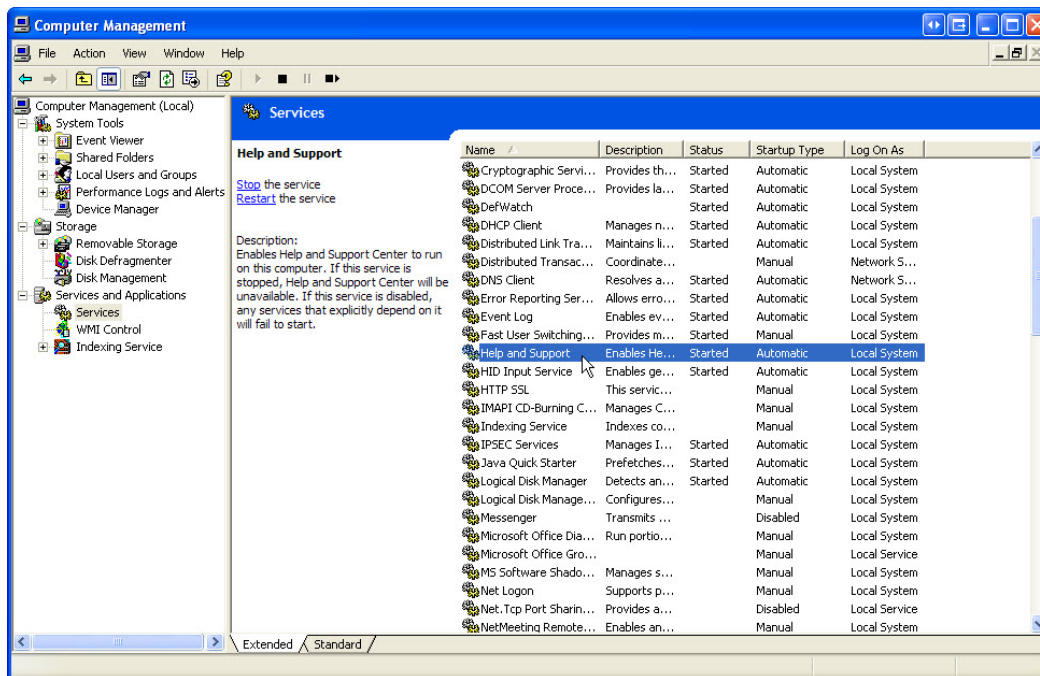 Computer Management
File Action View Window Help
Computer Management (Local)
System Tools
Event Viewer
Shared Folders
Local Users and Groups
Performance Logs and Alerts
Device Manager
Storage
Removable Storage
Disk Defragmenter
Disk Management
Services and Applications
Services
WMI Control
Indexing Service
Services
Help and Support
Stop the service
Restart the service
Description:
Enables Help and Support Center to run
on this computer. If this service is
stopped, Help and Support Center will be
unavailable. If this service is disabled,
any services that explicitly depend on it
will fail to start.
Name Description Status Startup Type Log On As
Cryptographic Servi... Provides th... Started Automatic Local System
DCOM Server Proce... Provides la... Started Automatic Local System
DefWatch Started Automatic Local System
DHCP Client Manages n... Started Automatic Local System
Distributed Link Tra... Maintains li... Started Automatic Local System
Distributed Transac... Coordinate... Manual Network S...
DNS Client Resolves a... Started Automatic Network S...
Error Reporting Ser... Allows erro... Started Automatic Local System
Event Log Enables ev... Started Automatic Local System
Fast User Switching... Provides m... Started Manual Local System
Help and Support Enables He... Started Automatic Local System
HID Input Service Enables ge... Started Automatic Local System
HTTP SSL This servic... Manual Local System
IMAPI CD-Burning C... Manages C... Manual Local System
Indexing Service Indexes co... Manual Local System
IPSEC Services Manages I... Started Automatic Local System
Java Quick Starter Prefetches... Started Automatic Local System
Logical Disk Manager Detects an... Started Automatic Local System
Logical Disk Manage... Configures... Manual Local System
Messenger Transmits ... Disabled Local System
Microsoft Office Dia... Run portio... Manual Local System
Microsoft Office Gro... Manual Local Service
MS Software Shado... Manages s... Manual Local System
Net Logon Supports p... Manual Local System
Net.Tcp Port Sharin... Provides a... Disabled Local Service
NetMeeting Remote... Enables an... Manual Local System
Extended Standard